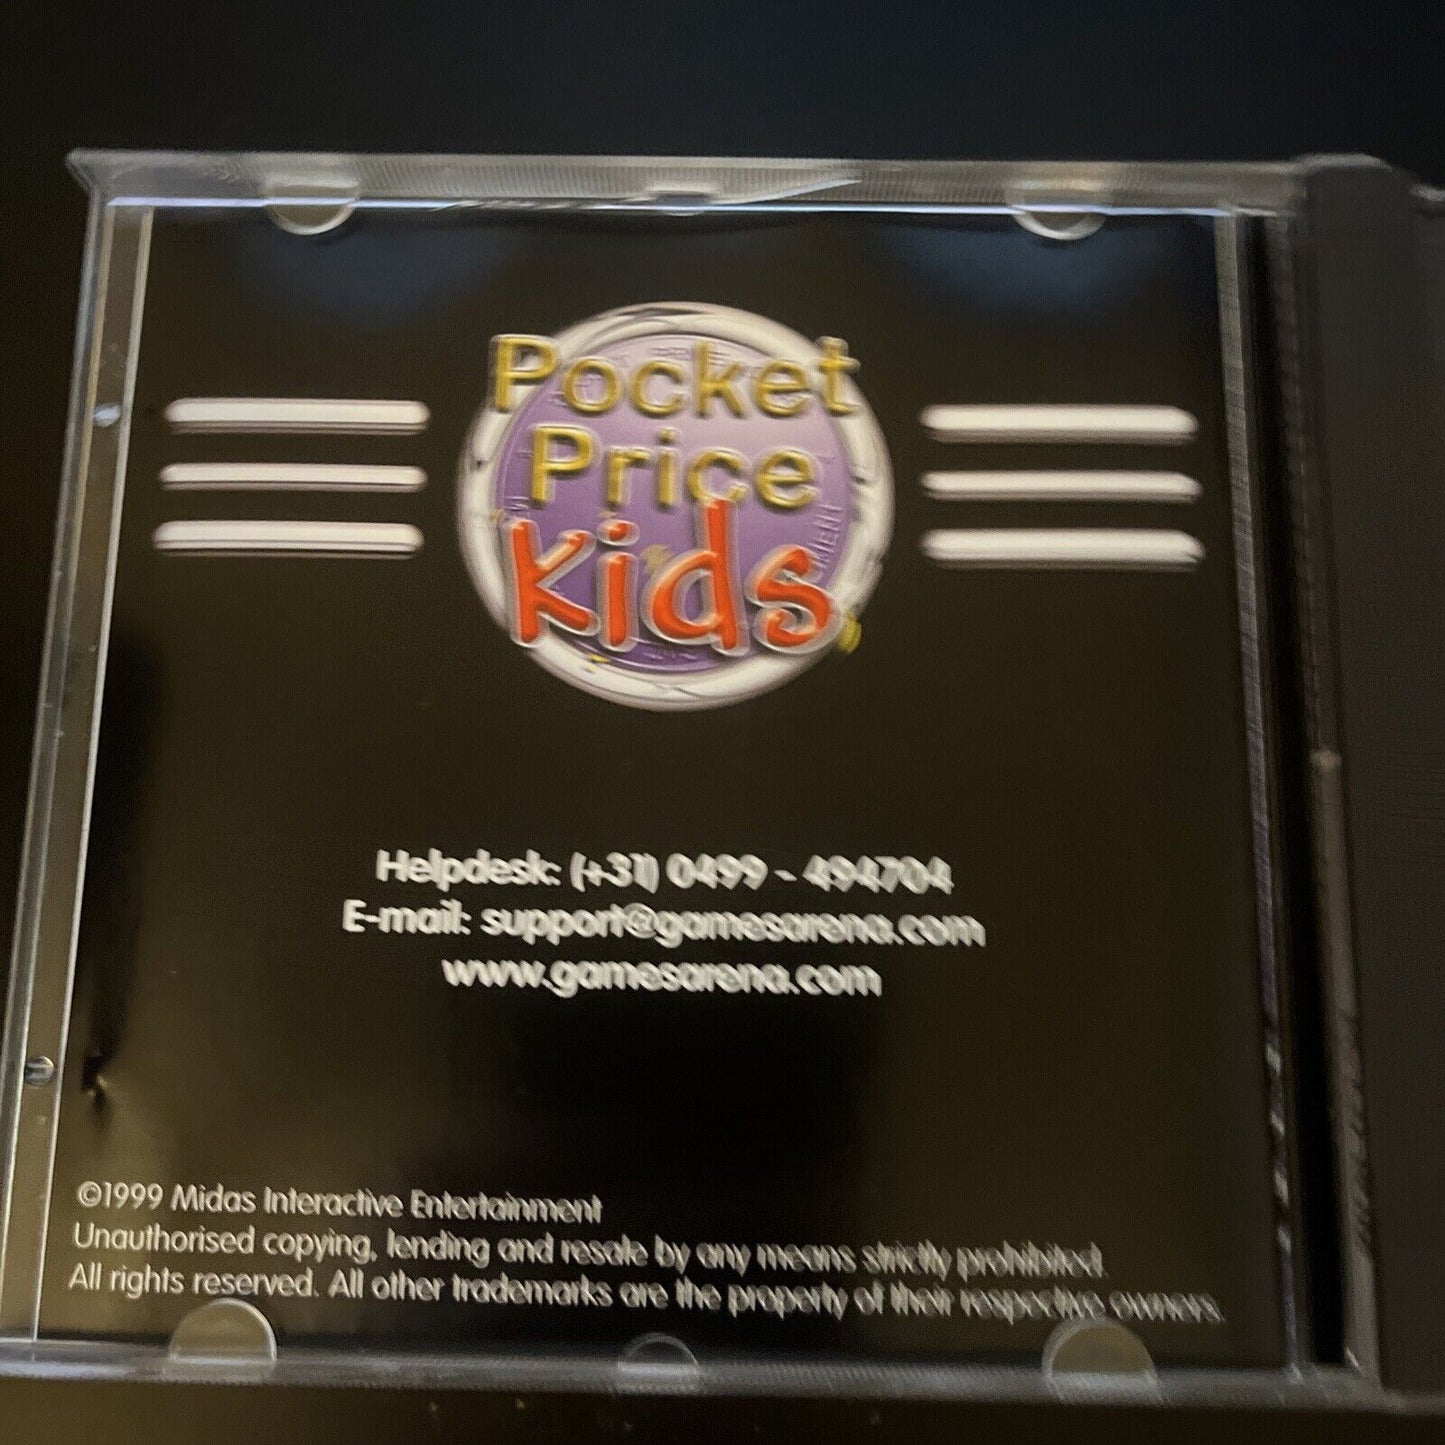 Pocket
Price
Kids
Helpdesk: (+31) 0499 - 494704
E-mail: support@gamesarena.com
www.gamesarena.com
©1999 Midas Interactive Entertainment
Unauthorised copying, lending and resale by any means strictly prohibited.
All rights reserved. All other trademarks are the property of their respective owners.